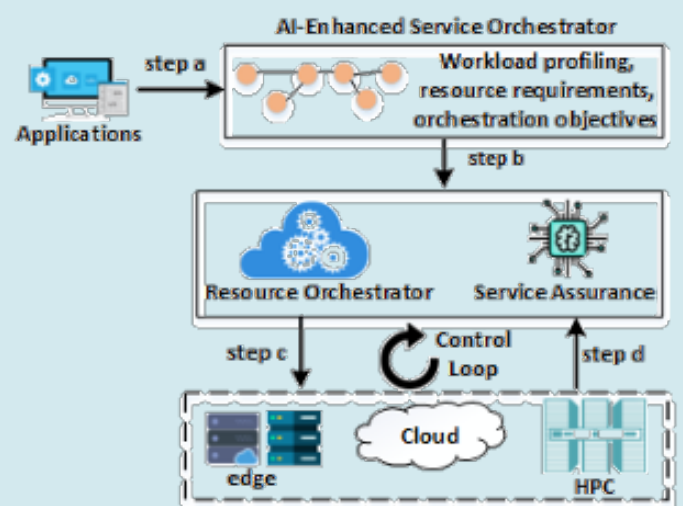 AI-Enhanced Service Orchestrator
step a
Applications
Workload profiling,
resource requirements,
orchestration objectives
step b
Resource Orchestrator
Service Assurance
step c
Control
Loop
step d
edge
Cloud
HPC